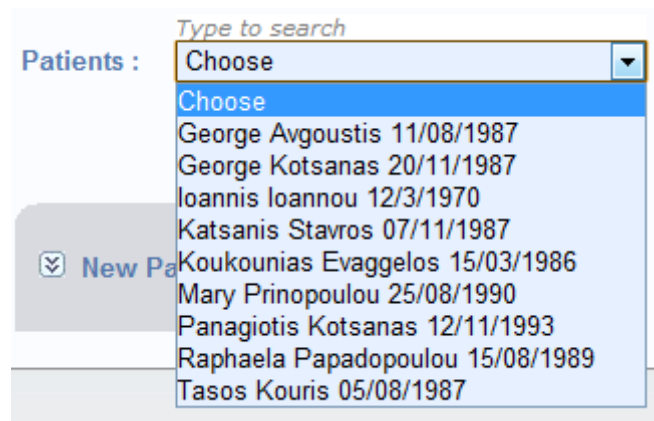 Type to search
Patients : Choose
Choose
George Avgoustis 11/08/1987
George Kotsanas 20/11/1987
Ioannis Ioannou 12/3/1970
Katsanis Stavros 07/11/1987
New Pa Koukounias Evaggelos 15/03/1986
Mary Prinopoulou 25/08/1990
Panagiotis Kotsanas 12/11/1993
Raphaela Papadopoulou 15/08/1989
Tasos Kouris 05/08/1987